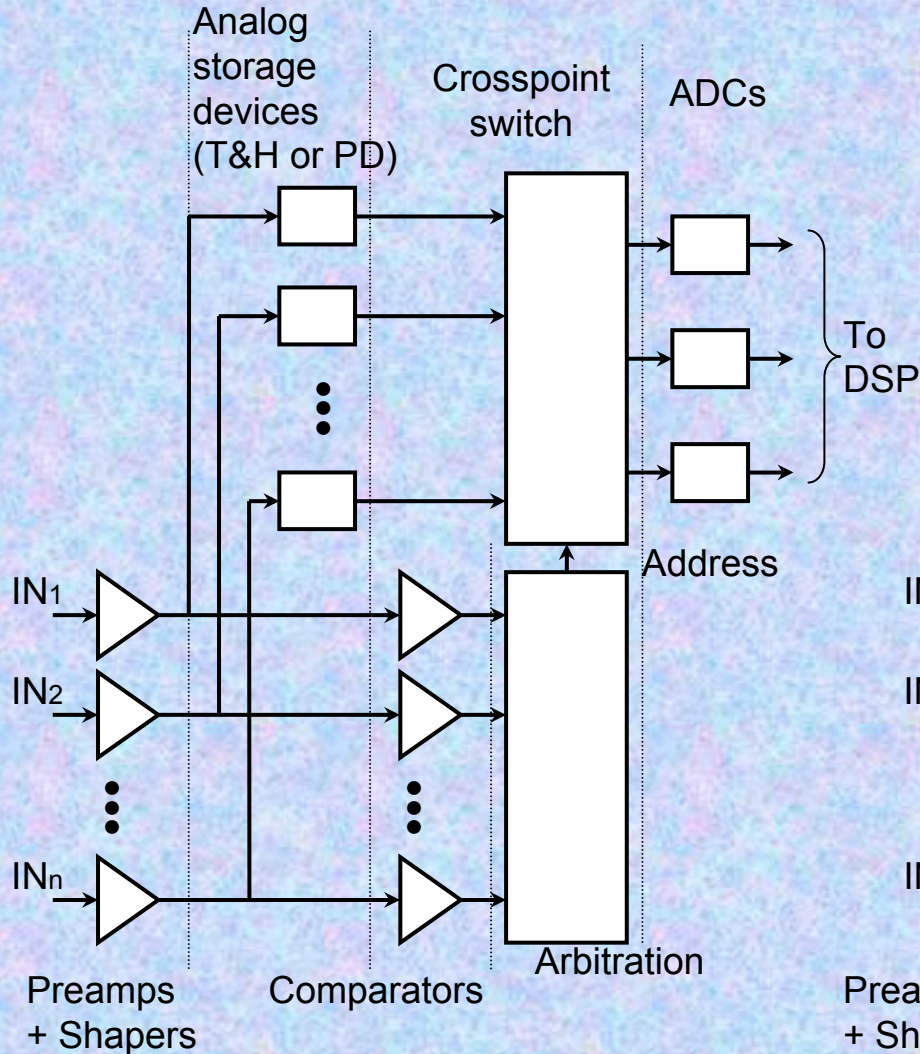 Analog
storage
devices
(T&H or PD)
Crosspoint
switch
ADCs
To
DSP
Address
IN1
IN2
INn
Arbitration
Preamps
+ Shapers
Comparators